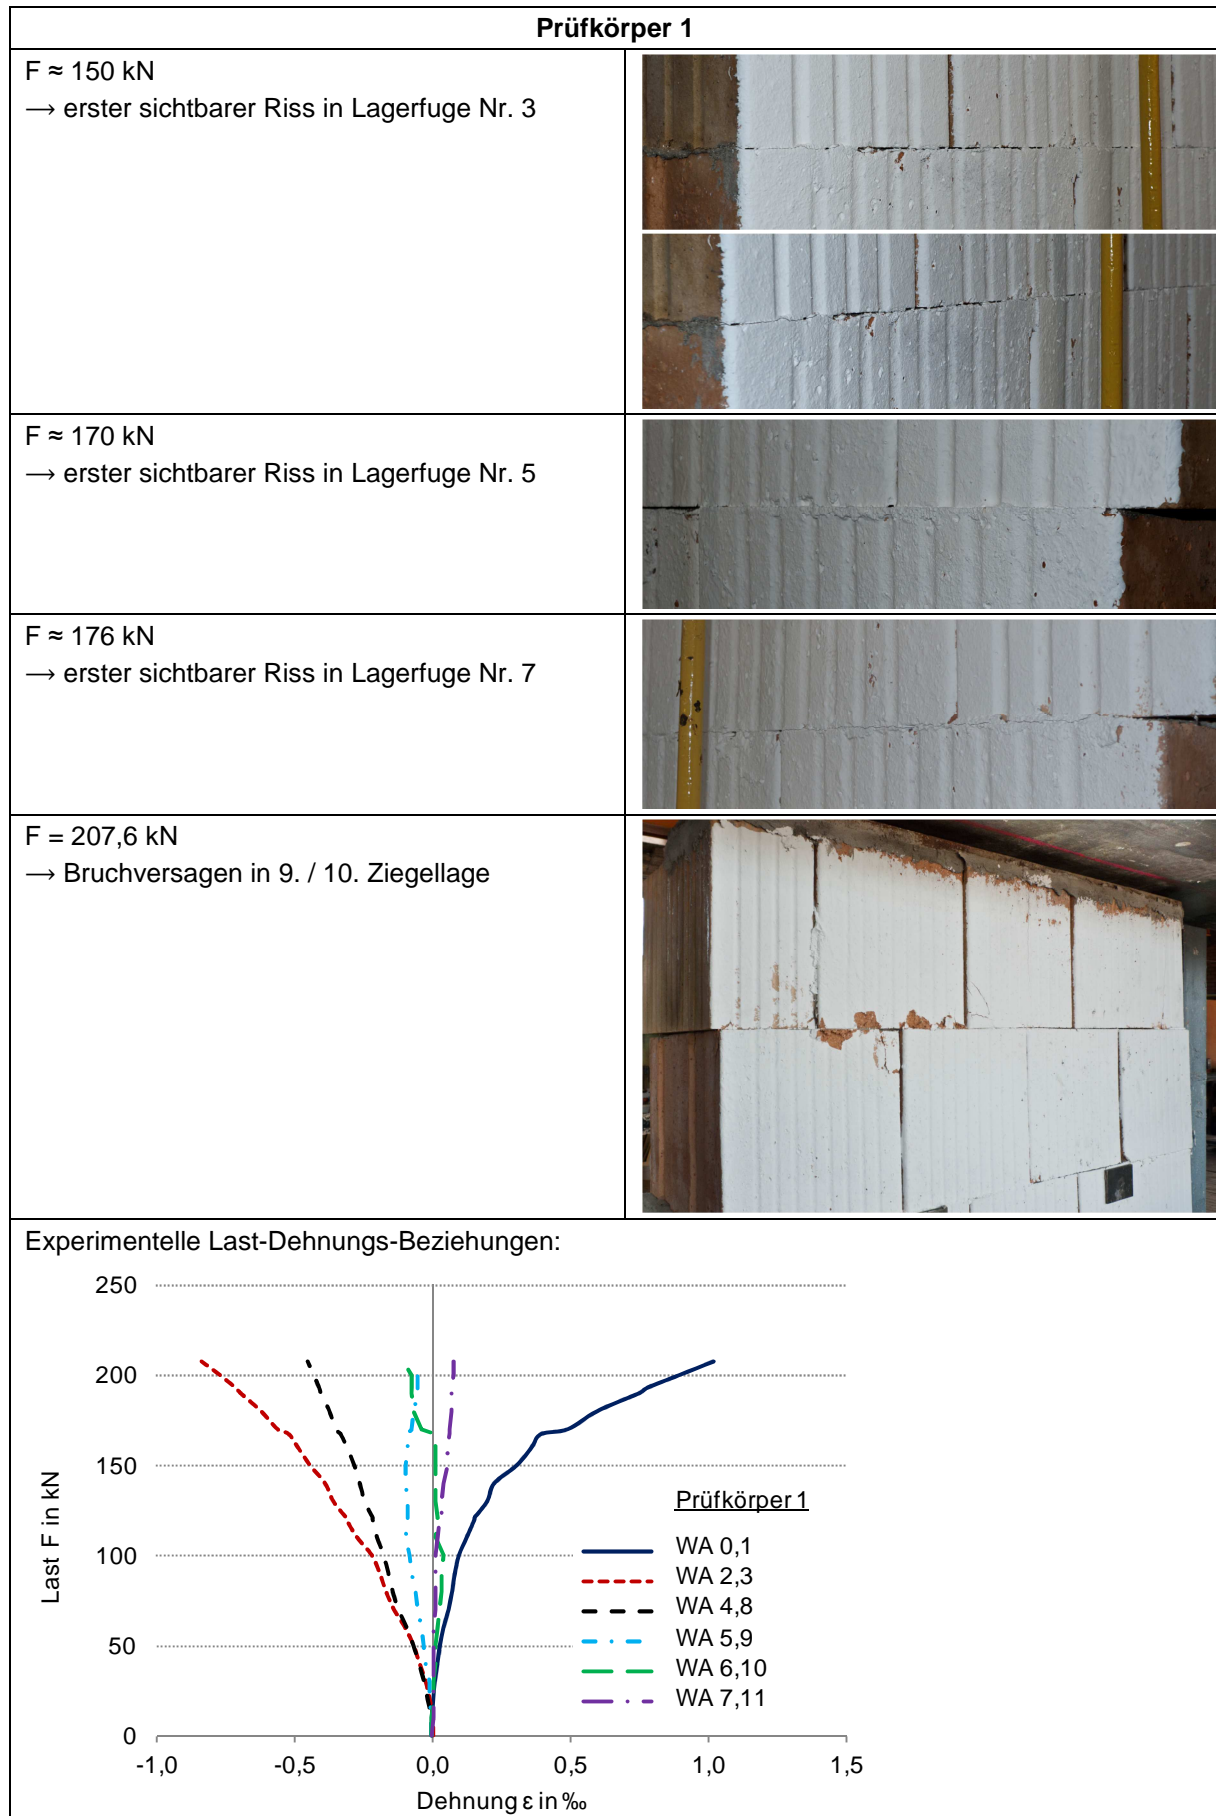 Prüfkörper 1
F ≈ 150 kN
→ erster sichtbarer Riss in Lagerfuge Nr. 3
F ≈ 170 kN
→ erster sichtbarer Riss in Lagerfuge Nr. 5
F ≈ 176 kN
→ erster sichtbarer Riss in Lagerfuge Nr. 7
F = 207,6 kN
→ Bruchversagen in 9. / 10. Ziegellage
Experimentelle Last-Dehnungs-Beziehungen:
250
200
150
100
50
0
Last F in kN
-1,0
-0,5
0,0
0,5
1,0
1,5
Dehnung ε in ‰
Prüfkörper 1
WA 0,1
WA 2,3
WA 4,8
WA 5,9
WA 6,10
WA 7,11